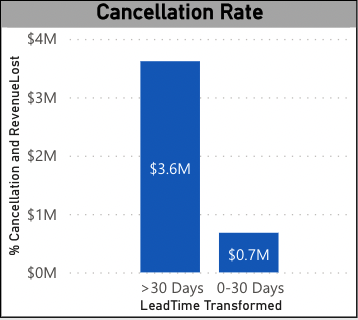 Cancellation Rate
% Cancellation and RevenueLost
$4M
$3M
$2M
$1M
$0M
$3.6M
$0.7M
>30 Days
0-30 Days
LeadTime Transformed